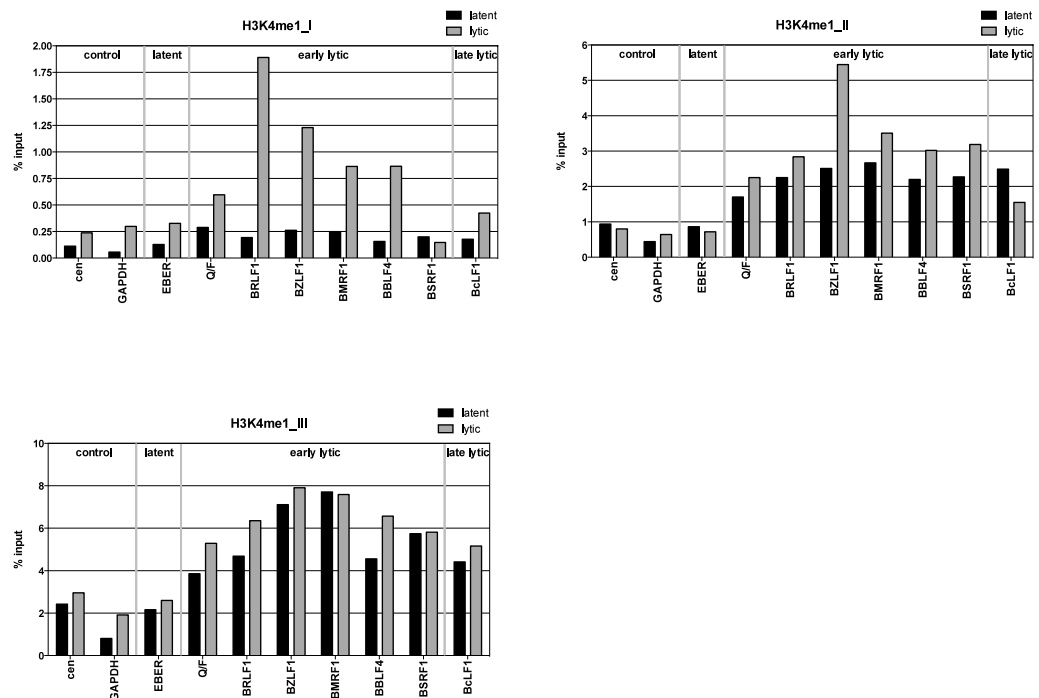 H3K4me1_I
latent
lytic
control
latent
early lytic
late lytic
% input
2.00
1.75
1.50
1.25
1.00
0.75
0.50
0.25
0.00
cen
GAPDH
EBER
Q/F
BRLF1
BZLF1
BMRF1
BBLF4
BSRF1
BcLF1
H3K4me1_II
latent
lytic
control
latent
early lytic
late lytic
% input
6
5
4
3
2
1
0
cen
GAPDH
EBER
Q/F
BRLF1
BZLF1
BMRF1
BBLF4
BSRF1
BcLF1
H3K4me1_III
latent
lytic
control
latent
early lytic
late lytic
% input
10
8
6
4
2
0
cen
GAPDH
EBER
Q/F
BRLF1
BZLF1
BMRF1
BBLF4
BSRF1
BcLF1